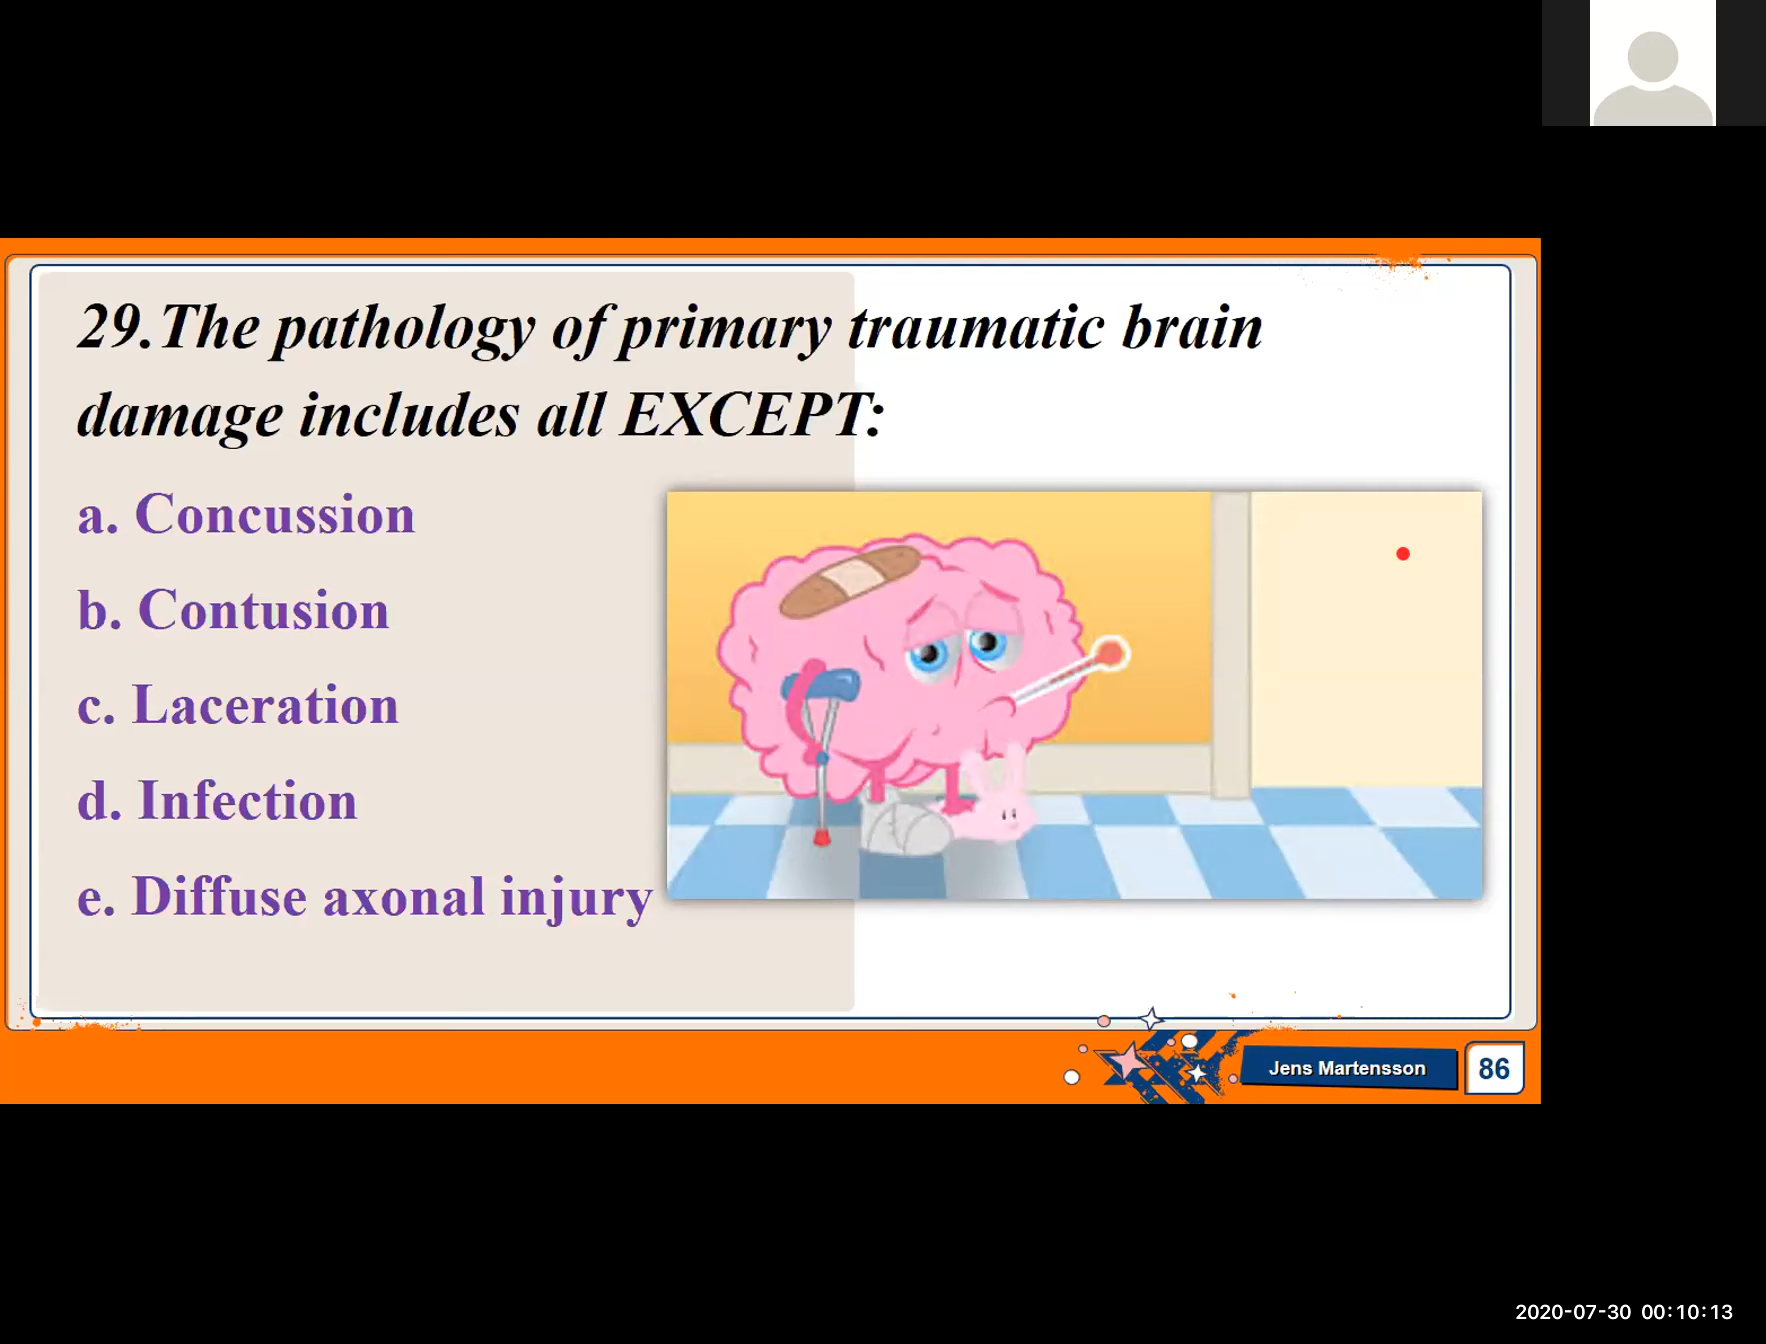 29.The pathology of primary traumatic brain
damage includes all EXCEPT:
a. Concussion
b. Contusion
c. Laceration
d. Infection
e. Diffuse axonal injury
Jens Martensson
86
2020-07-30 00:10:13